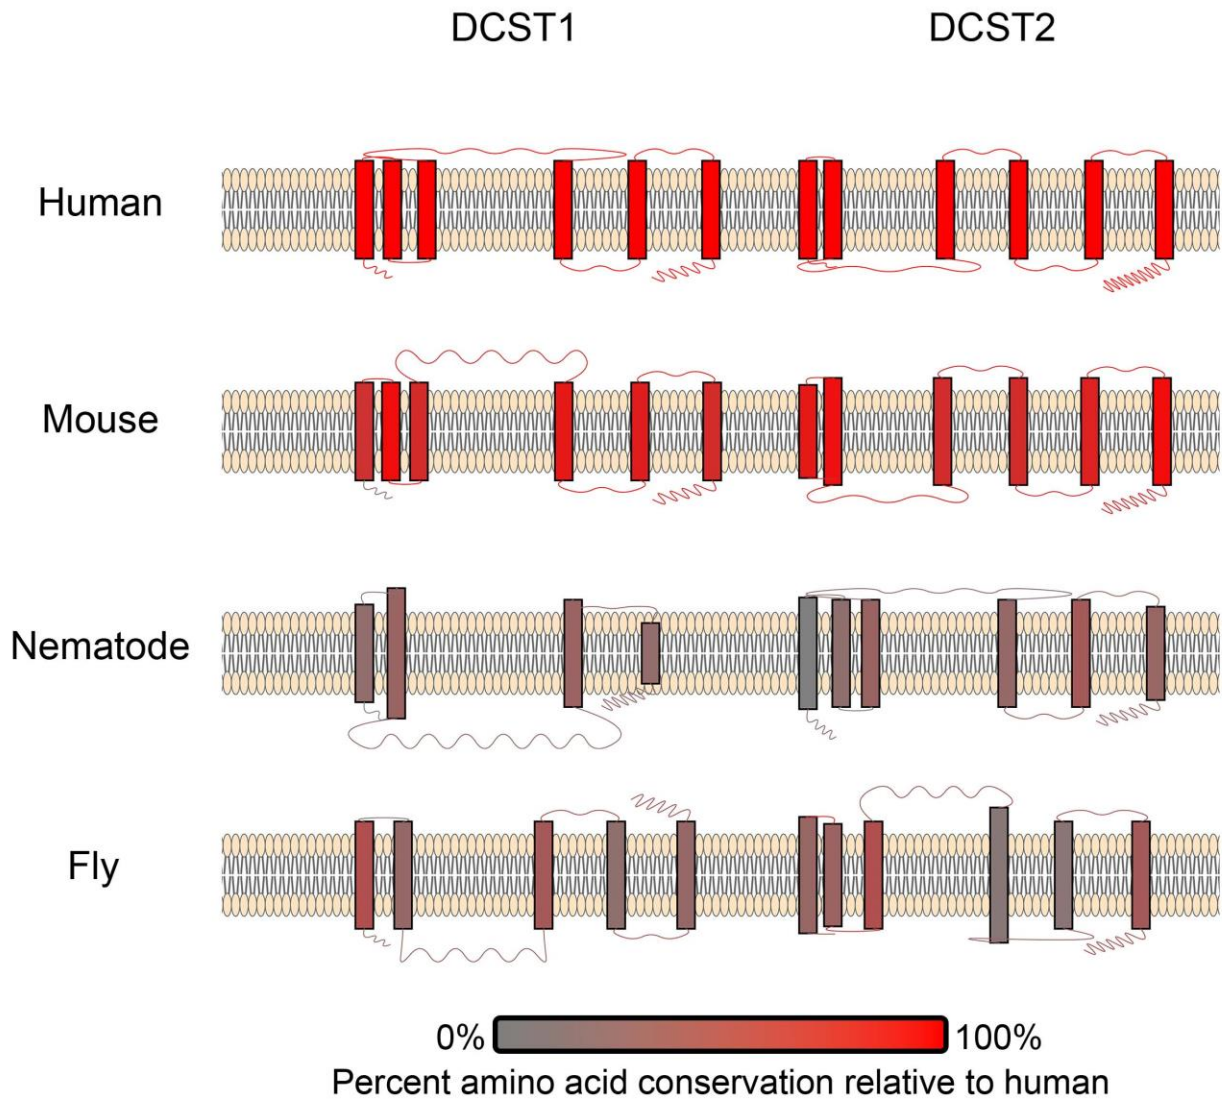 DCST1 DCST2
Human
Mouse
Nematode
Fly
0% 100%
Percent amino acid conservation relative to human